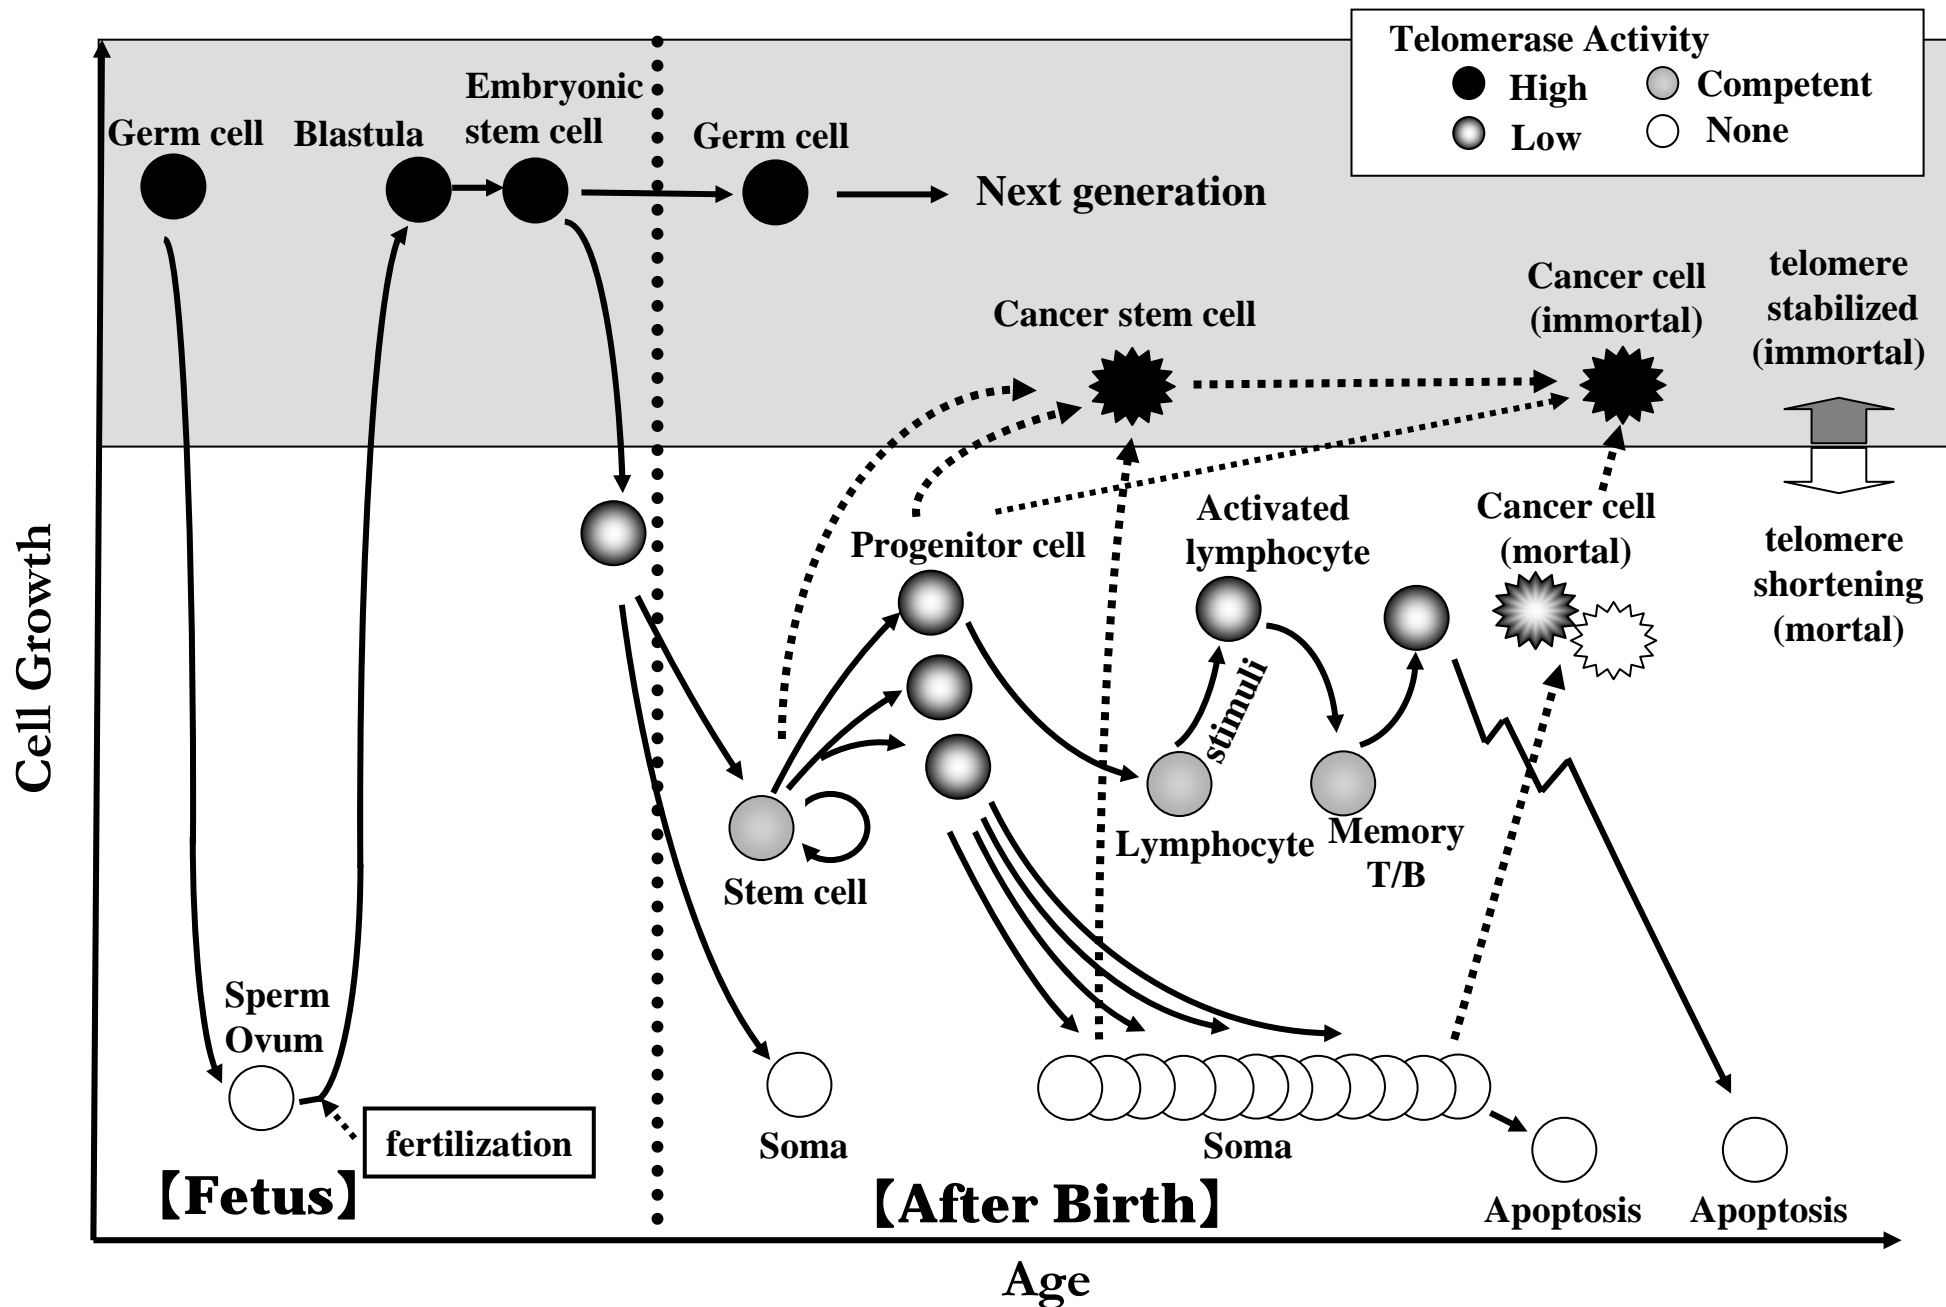 Telomerase Activity
High
Competent
Low
None
Embryonic
stem cell
Germ cell
Blastula
Germ cell
Next generation
Cancer stem cell
Cancer cell
(immortal)
telomere
stabilized
(immortal)
Cell Growth
Progenitor cell
Activated
lymphocyte
Cancer cell
(mortal)
telomere
shortening
(mortal)
stimuli
Lymphocyte
Memory
T/B
Stem cell
Sperm
Ovum
fertilization
Soma
Soma
Apoptosis
Apoptosis
【Fetus】
【After Birth】
Age